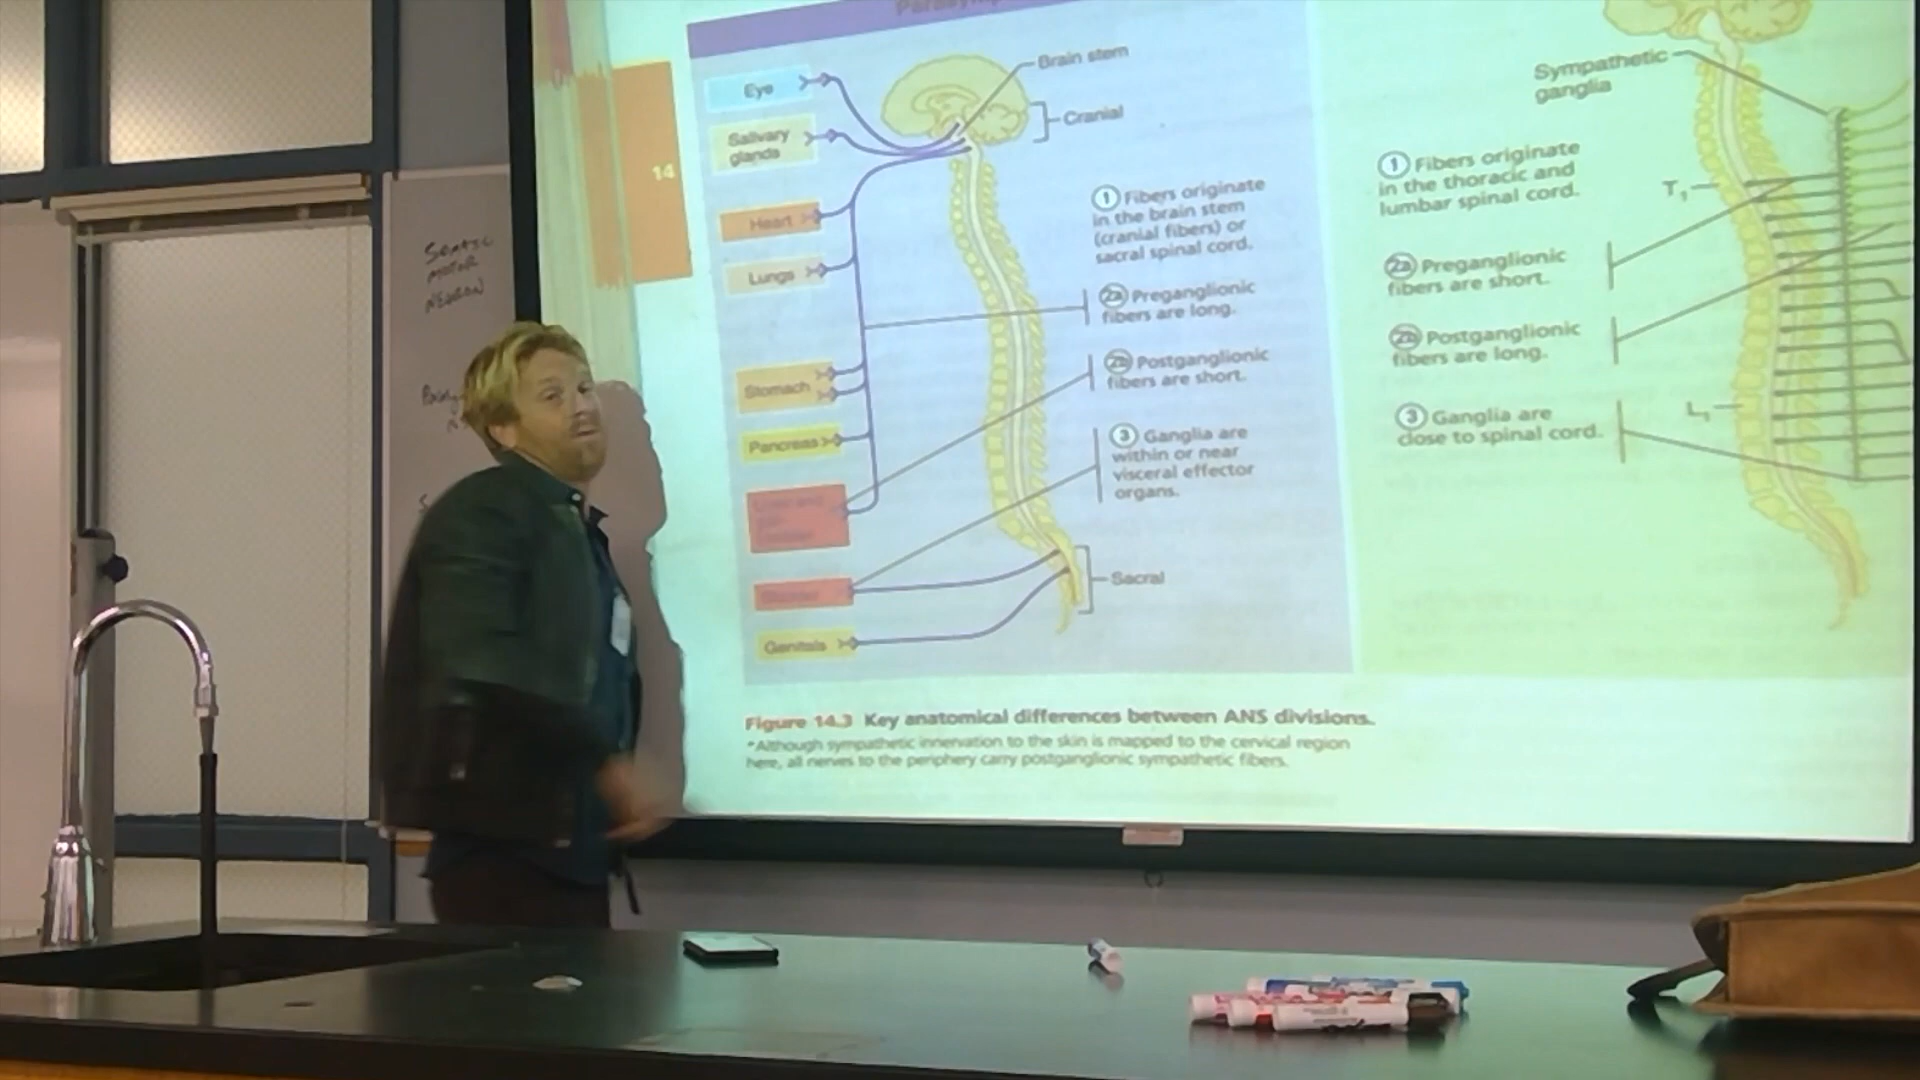 Eye
Salivary
glands
Heart
Lungs
Stomach
Pancreas
Genitals
14
Brain stem
Cranial
1 Fibers originate
in the brain stem
(cranial fibers) or
sacral spinal cord.
2a Preganglionic
fibers are long.
2b Postganglionic
fibers are short.
3 Ganglia are
within or near
visceral effector
organs.
Sacral
Sympathetic
ganglia
1 Fibers originate
in the thoracic and
lumbar spinal cord.
T1
2a Preganglionic
fibers are short.
2b Postganglionic
fibers are long.
L1
3 Ganglia are
close to spinal cord.
Figure 14.3 Key anatomical differences between ANS divisions.
*Although sympathetic innervation to the skin is mapped to the cervical region
here, all nerves to the periphery carry postganglionic sympathetic fibers.
MOTOR
NEURON